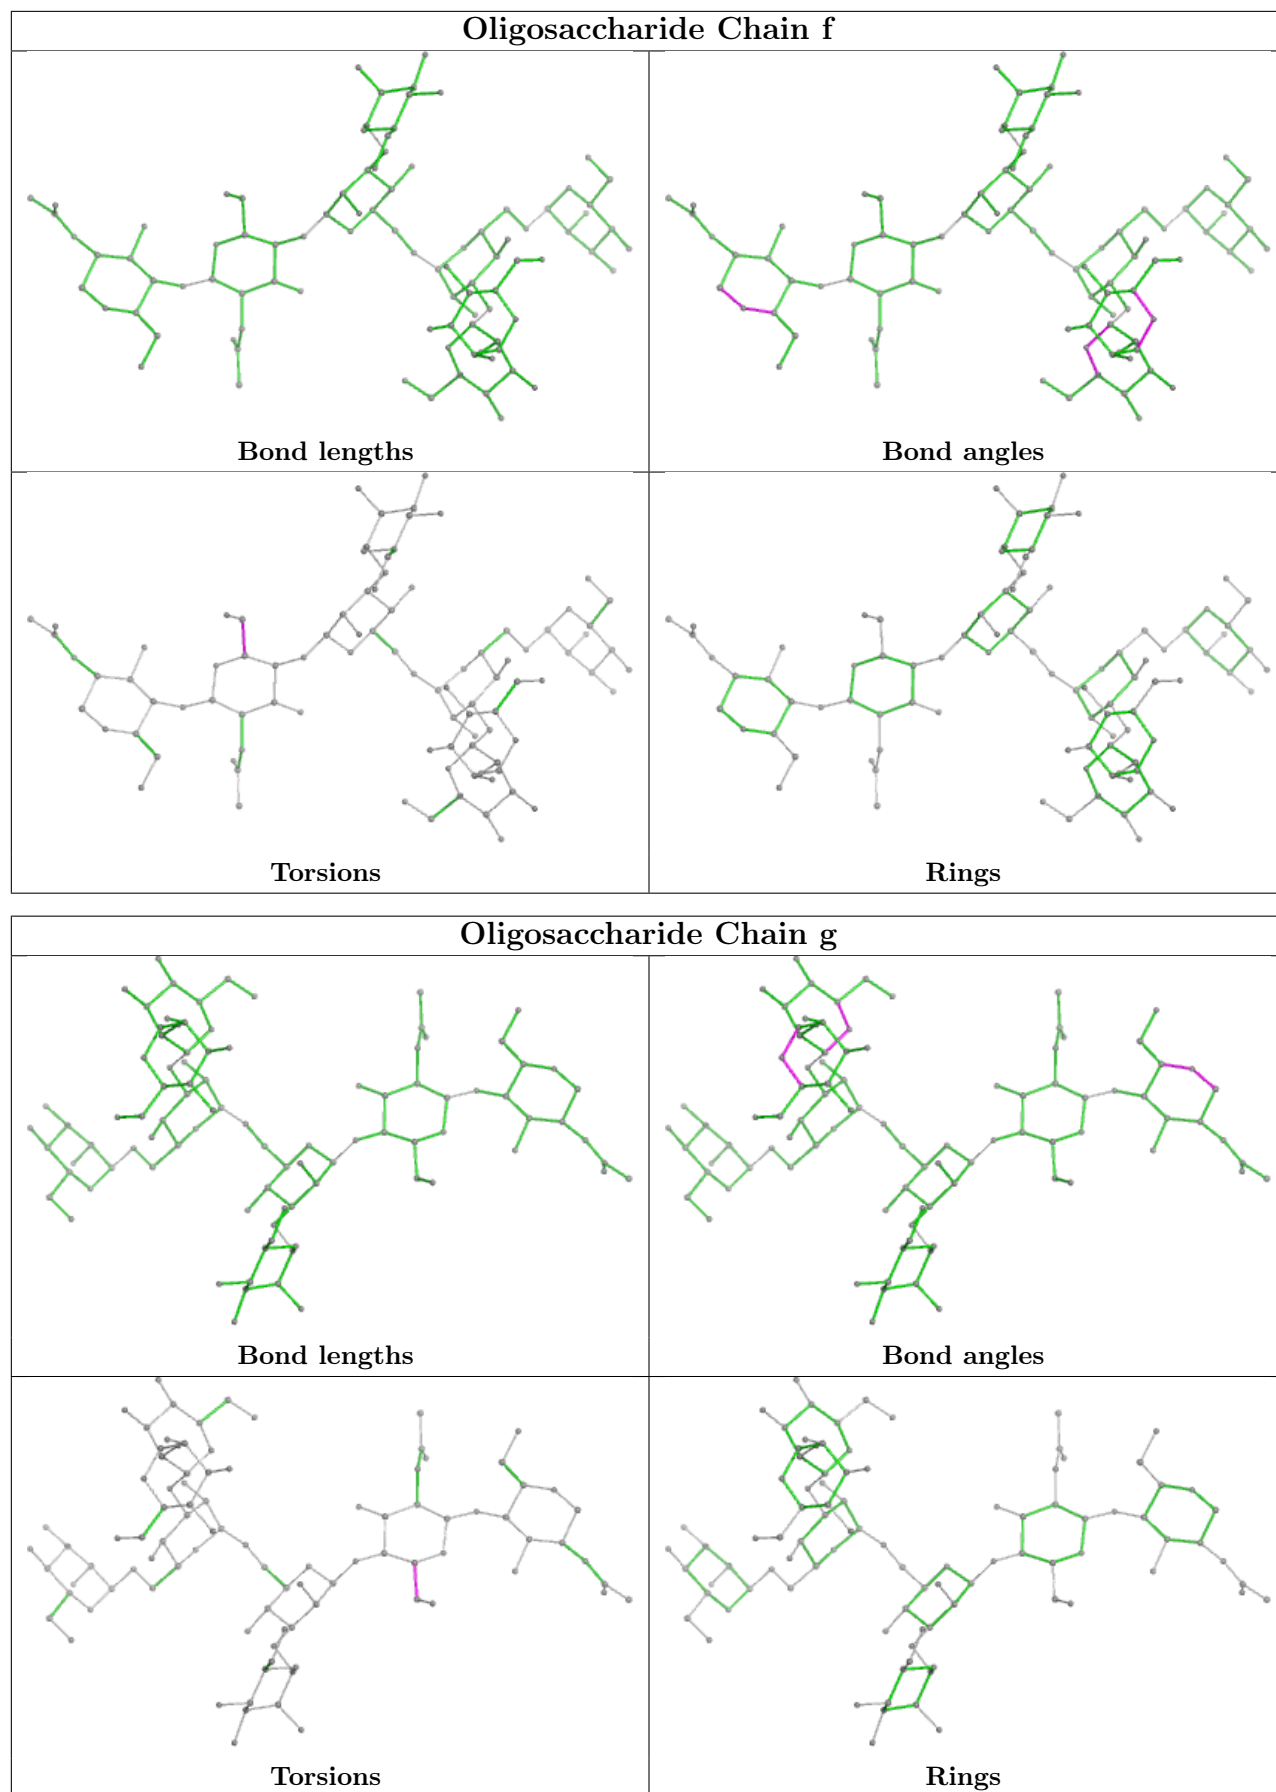 Oligosaccharide Chain f
Bond lengths
Bond angles
Torsions
Rings
Oligosaccharide Chain g
Bond lengths
Bond angles
Torsions
Rings